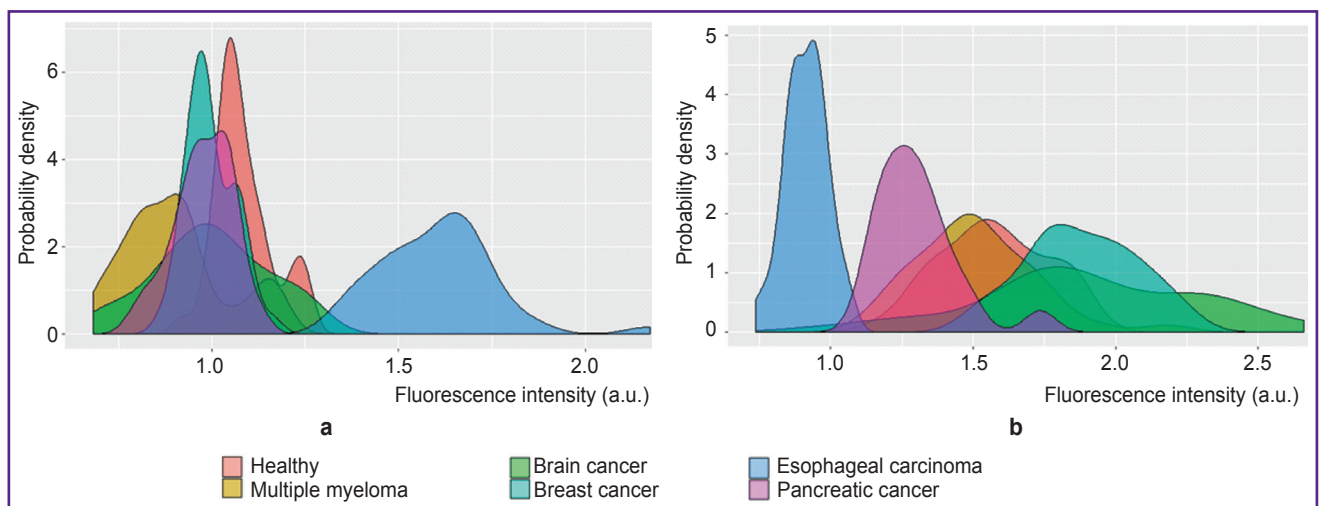 Probability density
6
4
2
0
1.0
1.5
2.0
Fluorescence intensity (a.u.)
a
Probability density
5
4
3
2
1
0
1.0
1.5
2.0
2.5
Fluorescence intensity (a.u.)
b
Healthy
Multiple myeloma
Brain cancer
Breast cancer
Esophageal carcinoma
Pancreatic cancer